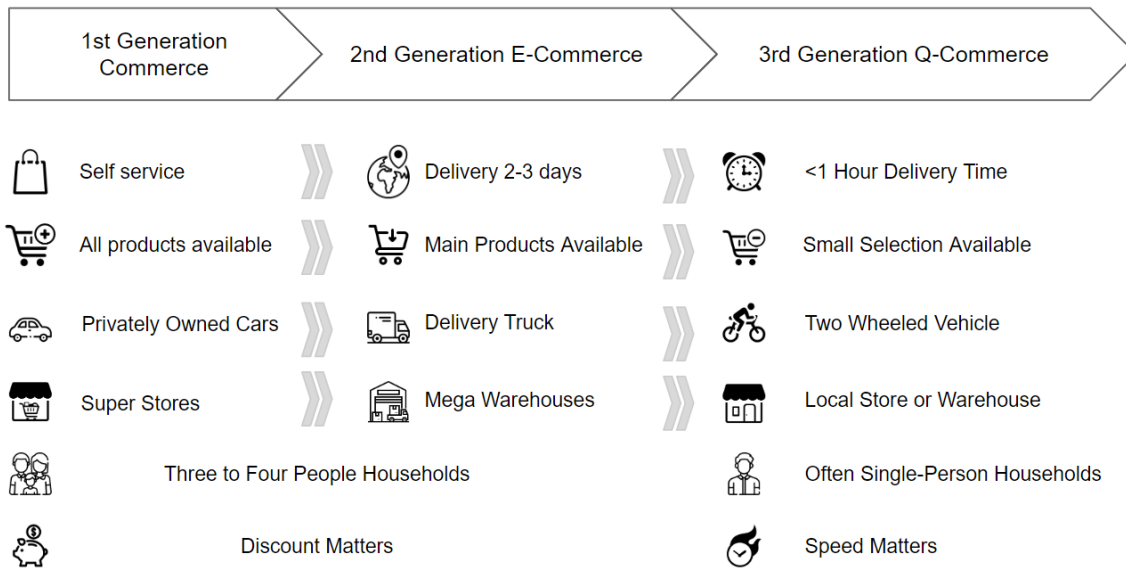 1st Generation
Commerce
2nd Generation E-Commerce
3rd Generation Q-Commerce
Self service
Delivery 2-3 days
<1 Hour Delivery Time
All products available
Main Products Available
Small Selection Available
Privately Owned Cars
Delivery Truck
Two Wheeled Vehicle
Super Stores
Mega Warehouses
Local Store or Warehouse
Three to Four People Households
Often Single-Person Households
Discount Matters
Speed Matters